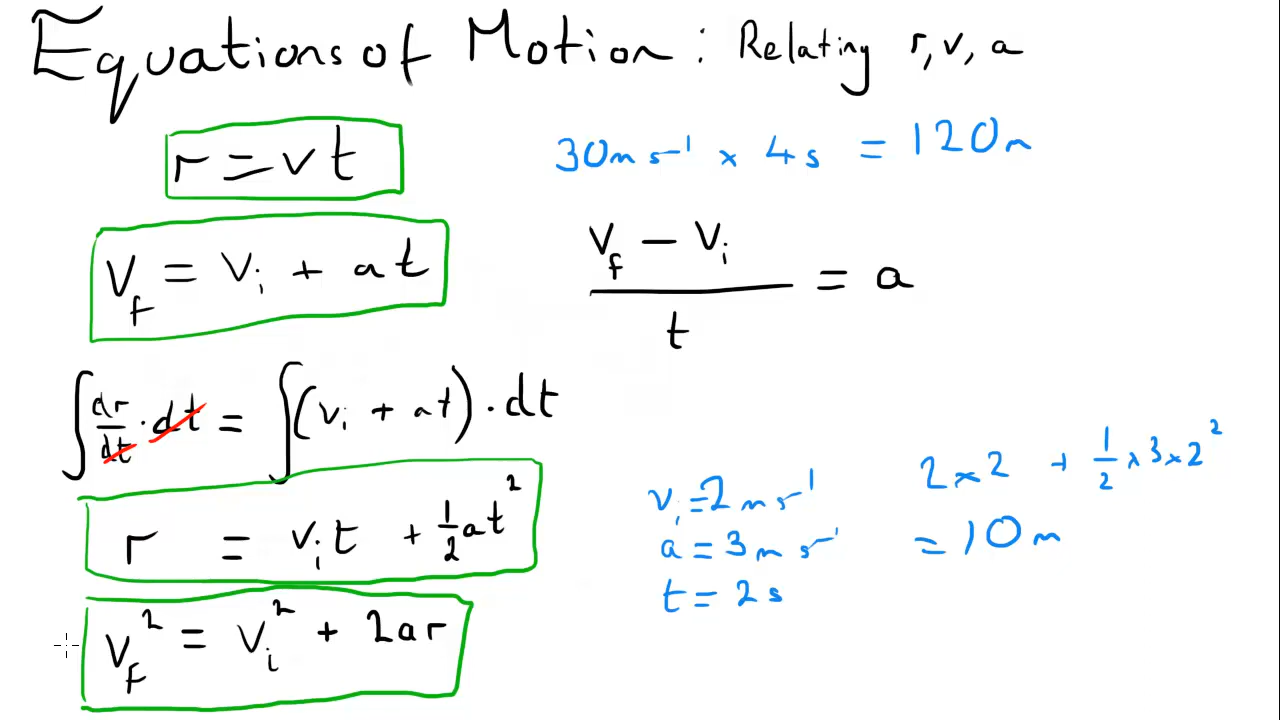 Equations of Motion : Relating r, v, a
r = vt
30ms⁻¹ × 4s = 120m
V_f = V_i + at
(V_f − V_i)/t = a
∫ dr/dt · dt = ∫(v_i + at) · dt
r = v_i t + ½at²
v_i = 2ms⁻¹
a = 3ms⁻¹
t = 2s
2×2 + ½×3×2²
= 10m
V_f² = V_i² + 2ar